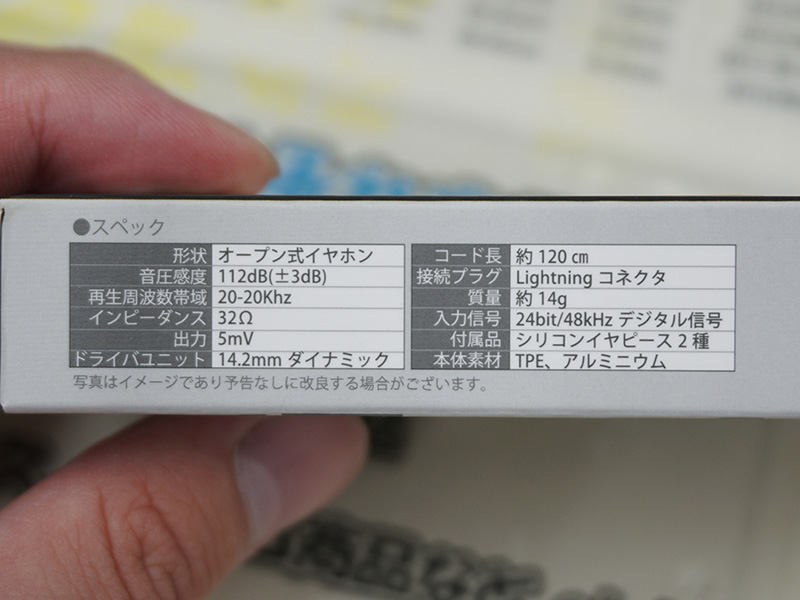 ●スペック
形状 オープン式イヤホン
音圧感度 112dB(±3dB)
再生周波数帯域 20-20Khz
インピーダンス 32Ω
出力 5mV
ドライバユニット 14.2mm ダイナミック
コード長 約 120 ㎝
接続プラグ Lightning コネクタ
質量 約 14g
入力信号 24bit/48kHz デジタル信号
付属品 シリコンイヤピース 2 種
本体素材 TPE、アルミニウム
写真はイメージであり予告なしに改良する場合がございます。
商品など